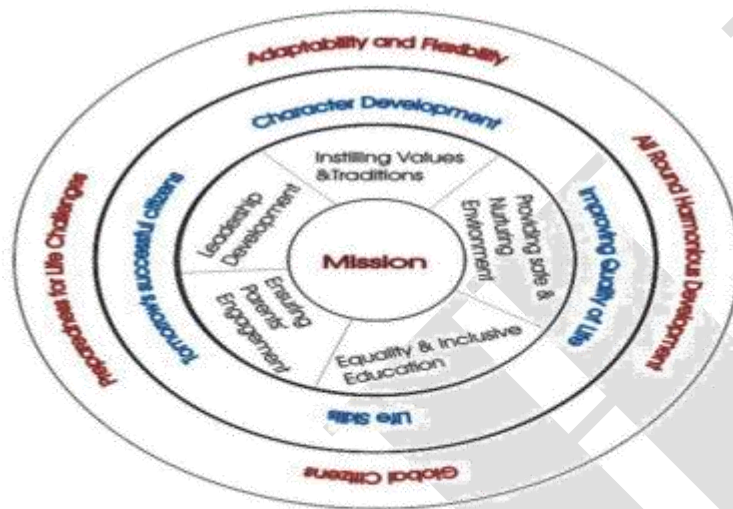 Adaptability and Flexibility
Character Development
Instilling Values
&Traditions
Leadership
Development
Providing safe &
Nurturing
Environment
Mission
Ensuring
Parents'
Engagement
Equality & Inclusive
Education
Tomorrow's successful citizens
Improving Quality of Life
Life Skills
Preparedness for Life Challenges
All Round Harmonious Development
Global Citizens